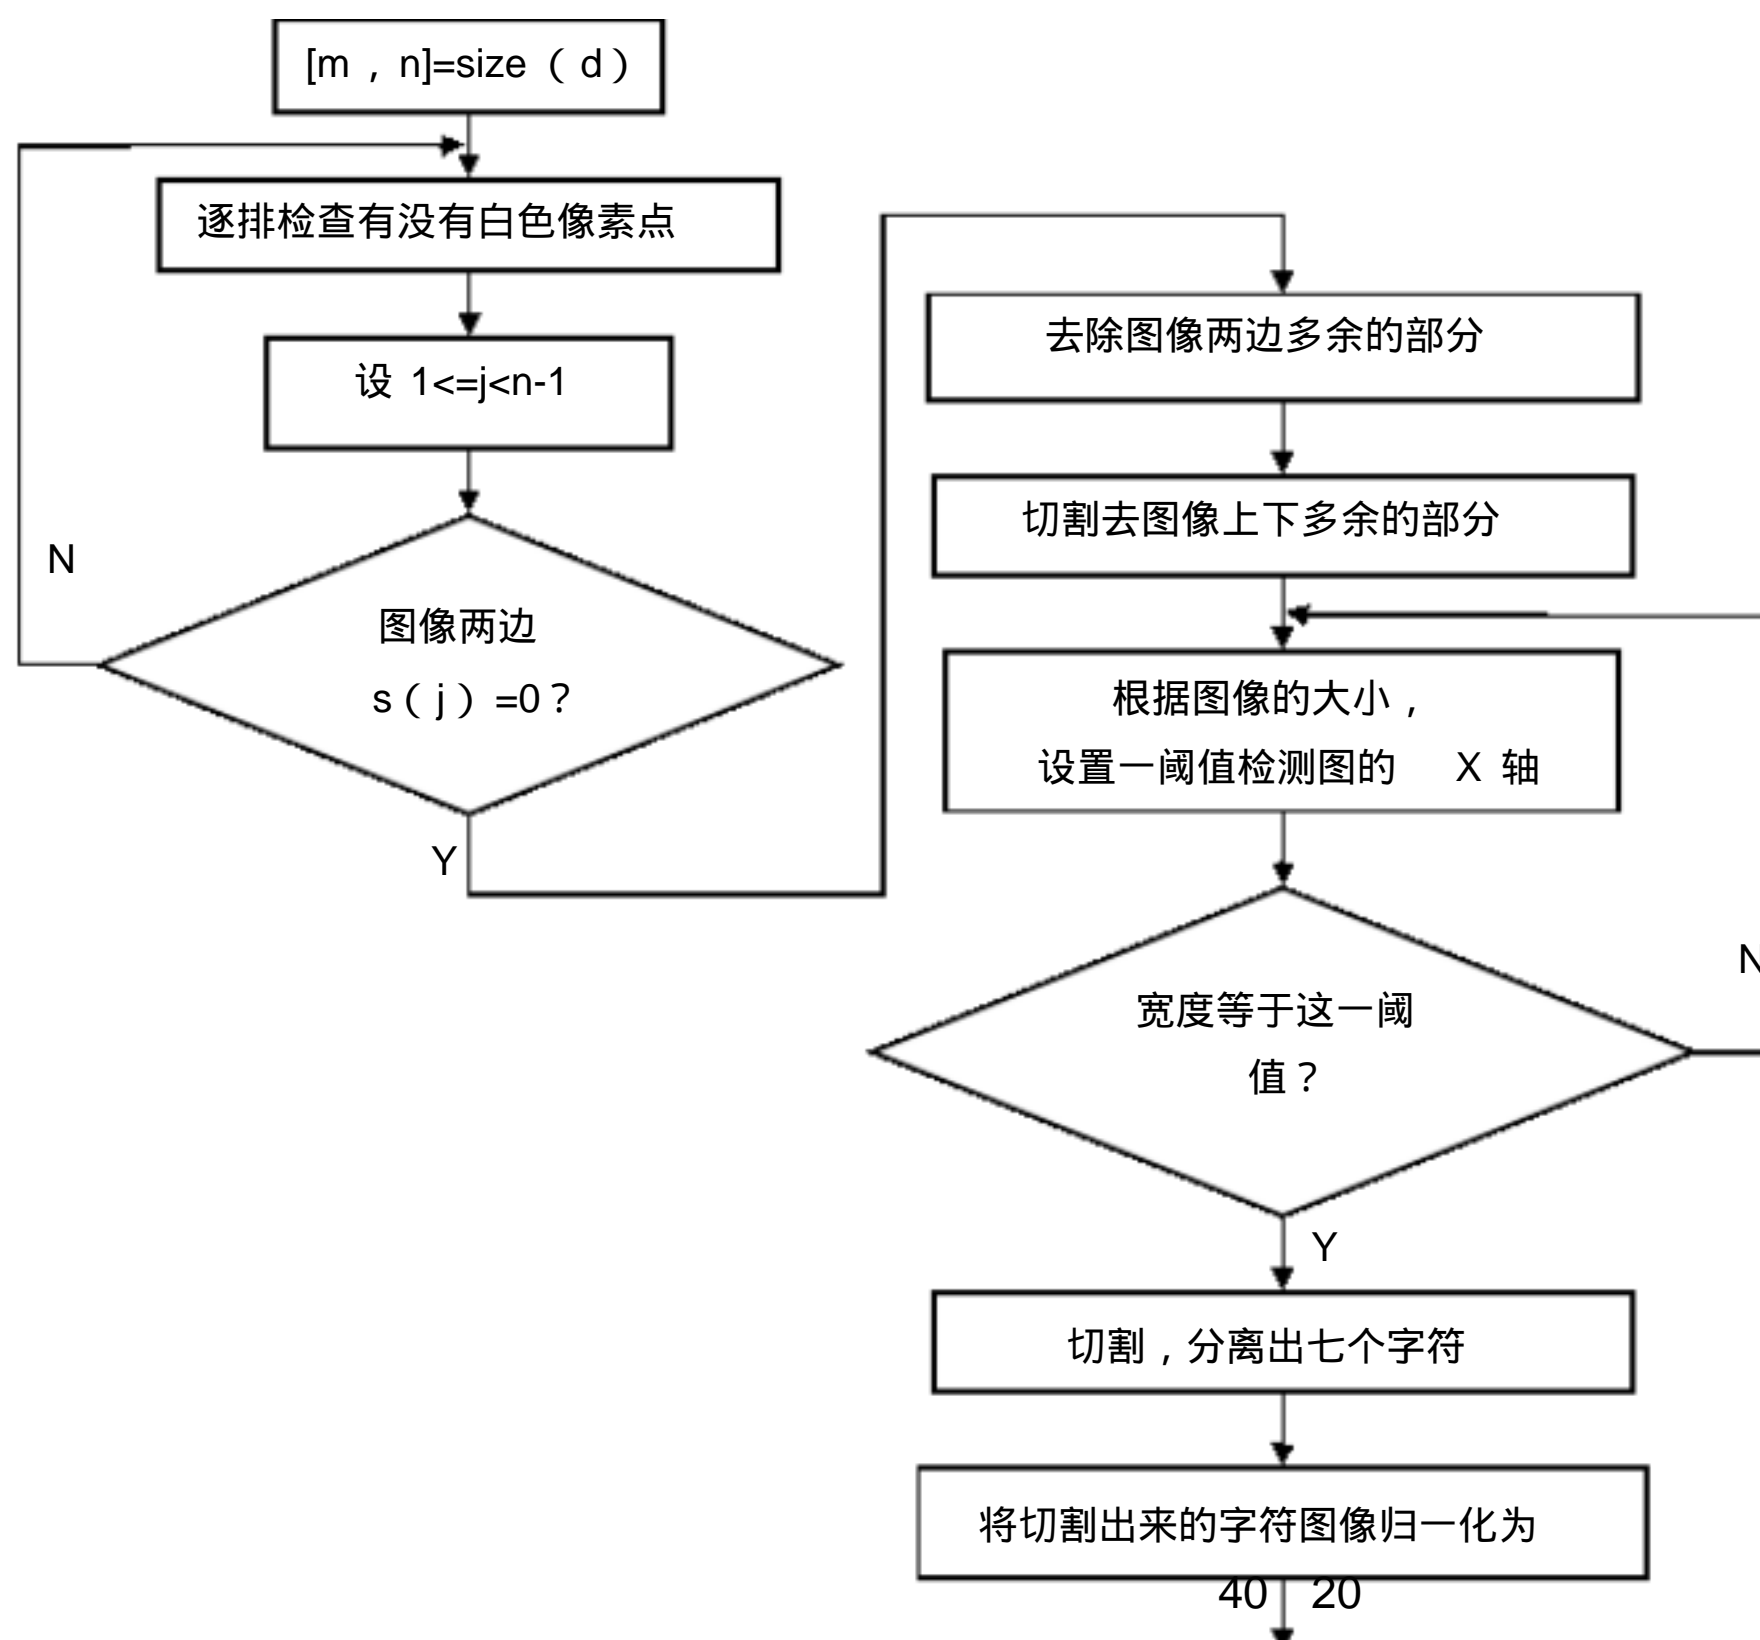 [m , n]=size ( d )
逐排检查有没有白色像素点
设 1<=j<n-1
N
图像两边
s ( j ) =0 ?
Y
去除图像两边多余的部分
切割去图像上下多余的部分
根据图像的大小 ,
设置一阈值检测图的 X 轴
N
宽度等于这一阈
值 ?
Y
切割 , 分离出七个字符
将切割出来的字符图像归一化为
40 20